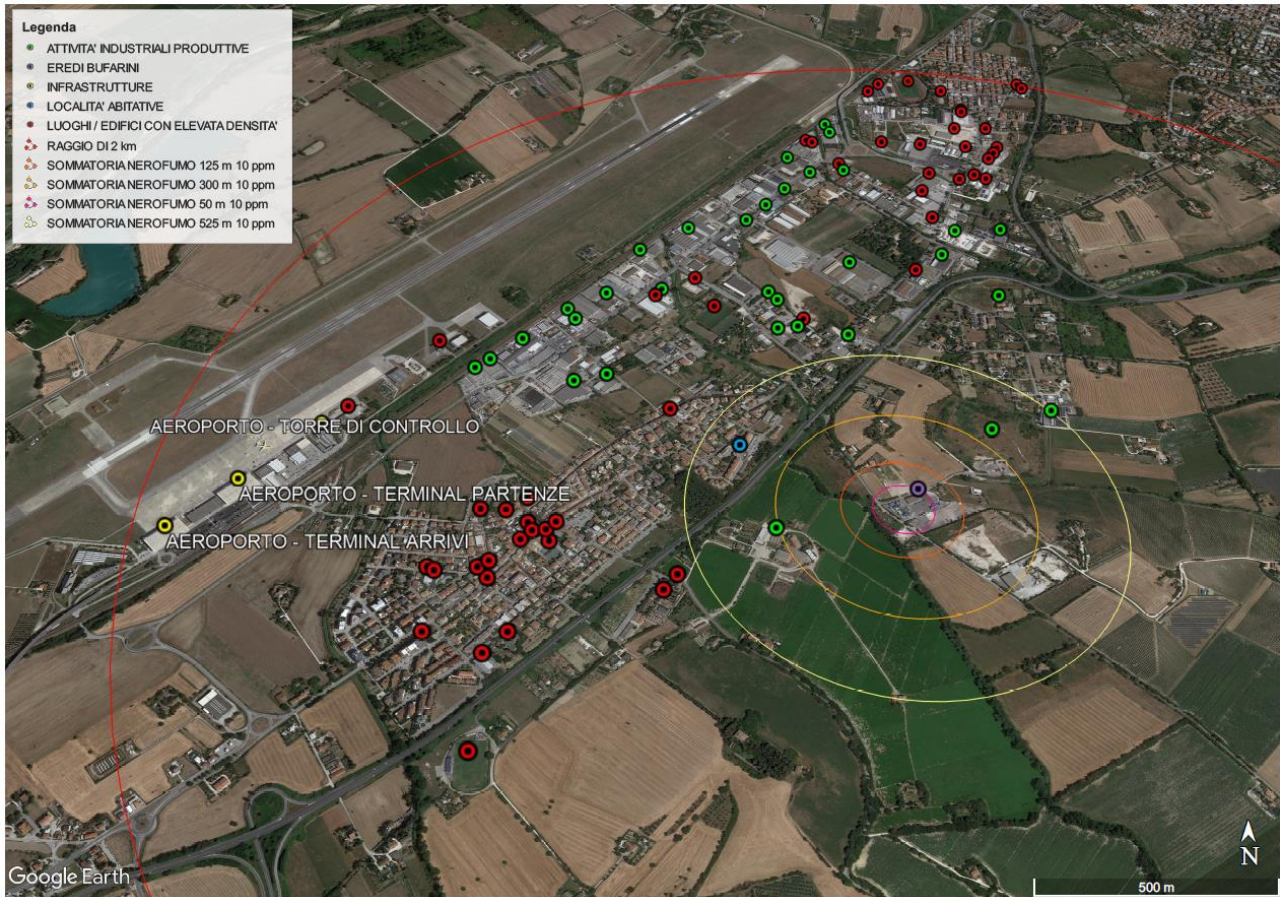 Legenda
ATTIVITA' INDUSTRIALI PRODUTTIVE
EREDI BUFARINI
INFRASTRUTTURE
LOCALITA' ABITATIVE
LUOGHI / EDIFICI CON ELEVATA DENSITA'
RAGGIO DI 2 km
SOMMATORIA NEROFUMO 125 m 10 ppm
SOMMATORIA NEROFUMO 300 m 10 ppm
SOMMATORIA NEROFUMO 50 m 10 ppm
SOMMATORIA NEROFUMO 525 m 10 ppm
AEROPORTO - TORRE DI CONTROLLO
AEROPORTO - TERMINAL PARTENZE
AEROPORTO - TERMINAL ARRIVI
N
Google Earth
500 m